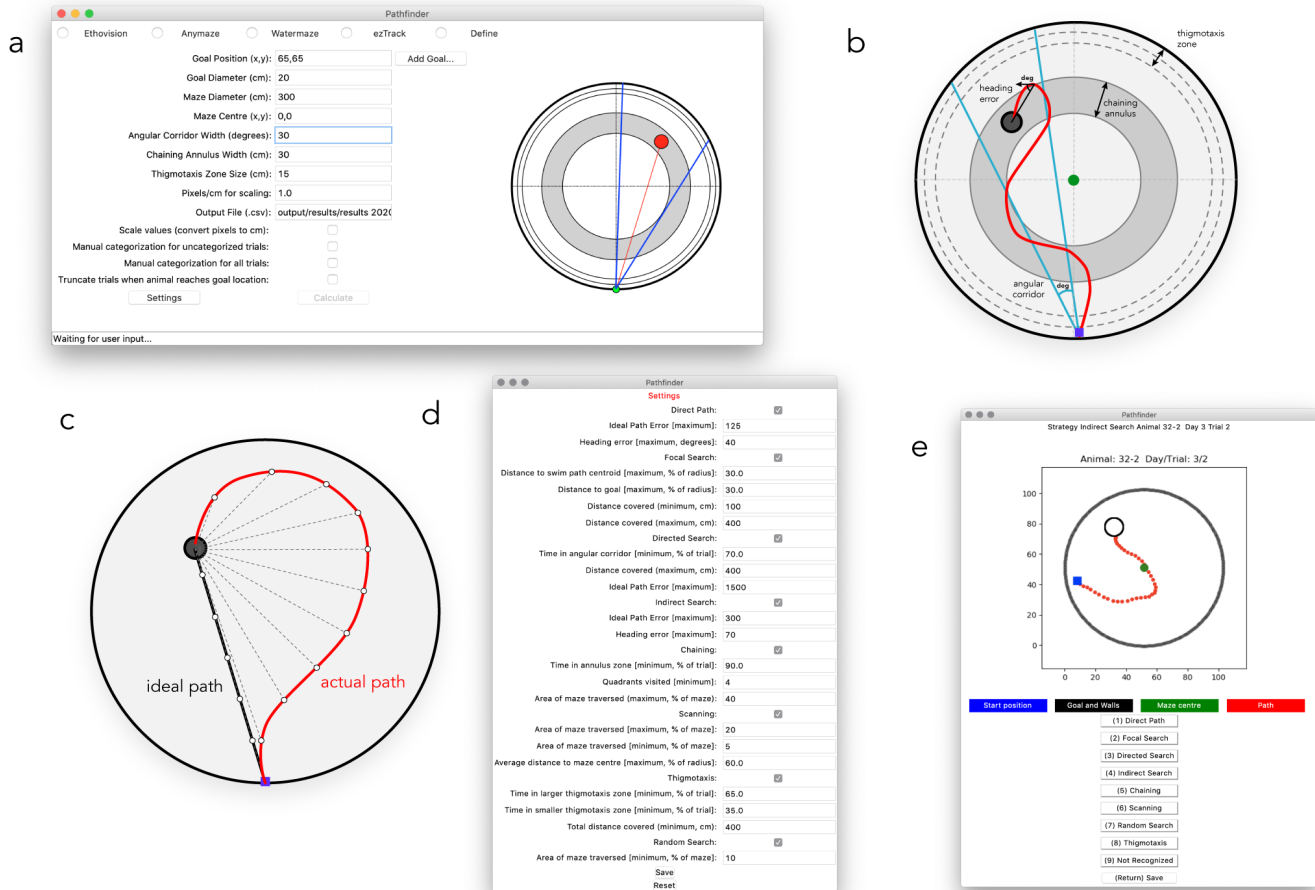 a
Pathfinder
Ethovision Anymaze Watermaze ezTrack Define
Goal Position (x,y): 65,65 Add Goal...
Goal Diameter (cm): 20
Maze Diameter (cm): 300
Maze Centre (x,y): 0,0
Angular Corridor Width (degrees): 30
Chaining Annulus Width (cm): 30
Thigmotaxis Zone Size (cm): 15
Pixels/cm for scaling: 1.0
Output File (.csv): output/results/results 2020
Scale values (convert pixels to cm):
Manual categorization for uncategorized trials:
Manual categorization for all trials:
Truncate trials when animal reaches goal location:
Settings Calculate
Waiting for user input...
b
thigmotaxis
zone
deg
heading
error
chaining
annulus
angular
corridor
deg
c
ideal path
actual path
d
Pathfinder
Settings
Direct Path:
Ideal Path Error [maximum]: 125
Heading error [maximum, degrees]: 40
Focal Search:
Distance to swim path centroid [maximum, % of radius]: 30.0
Distance to goal [maximum, % of radius]: 30.0
Distance covered (minimum, cm): 100
Distance covered (maximum, cm): 400
Directed Search:
Time in angular corridor [minimum, % of trial]: 70.0
Distance covered (maximum, cm): 400
Ideal Path Error [maximum]: 1500
Indirect Search:
Ideal Path Error [maximum]: 300
Heading error [maximum]: 70
Chaining:
Time in annulus zone [minimum, % of trial]: 90.0
Quadrants visited (minimum): 4
Area of maze traversed (maximum, % of maze): 40
Scanning:
Area of maze traversed [maximum, % of maze]: 20
Area of maze traversed [minimum, % of maze]: 5
Average distance to maze centre [maximum, % of radius]: 60.0
Thigmotaxis:
Time in larger thigmotaxis zone [minimum, % of trial]: 65.0
Time in smaller thigmotaxis zone [minimum, % of trial]: 35.0
Total distance covered (minimum, cm): 400
Random Search:
Area of maze traversed [minimum, % of maze]: 10
Save
Reset
e
Pathfinder
Strategy Indirect Search Animal 32-2 Day 3 Trial 2
Animal: 32-2 Day/Trial: 3/2
100
80
60
40
20
0
0 20 40 60 80 100
Start position Goal and Walls Maze centre Path
(1) Direct Path
(2) Focal Search
(3) Directed Search
(4) Indirect Search
(5) Chaining
(6) Scanning
(7) Random Search
(8) Thigmotaxis
(9) Not Recognized
(Return) Save